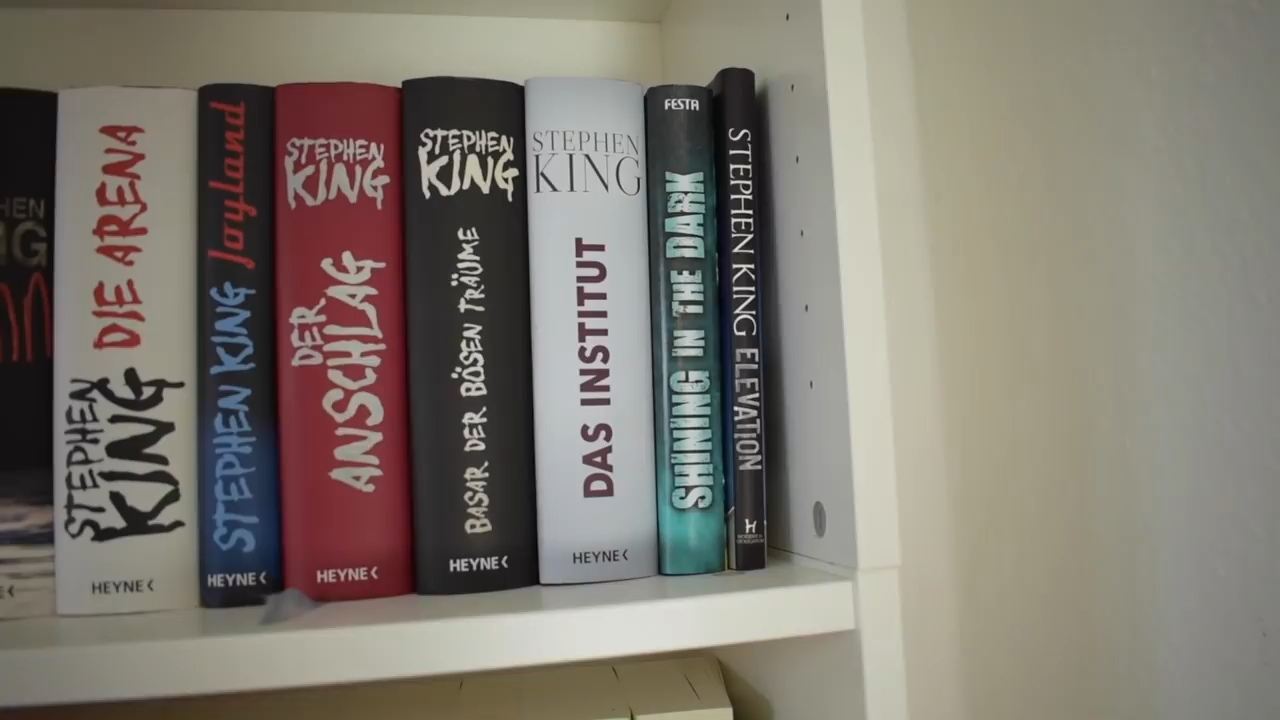 DIE ARENA
STEPHEN
KING
HEYNE
Joyland
STEPHEN KING
HEYNE
STEPHEN
KING
DER
ANSCHLAG
HEYNE
STEPHEN
KING
BASAR DER BÖSEN TRÄUME
HEYNE
STEPHEN
KING
DAS INSTITUT
HEYNE
FESTA
SHINING IN THE DARK
STEPHEN KING ELEVATION